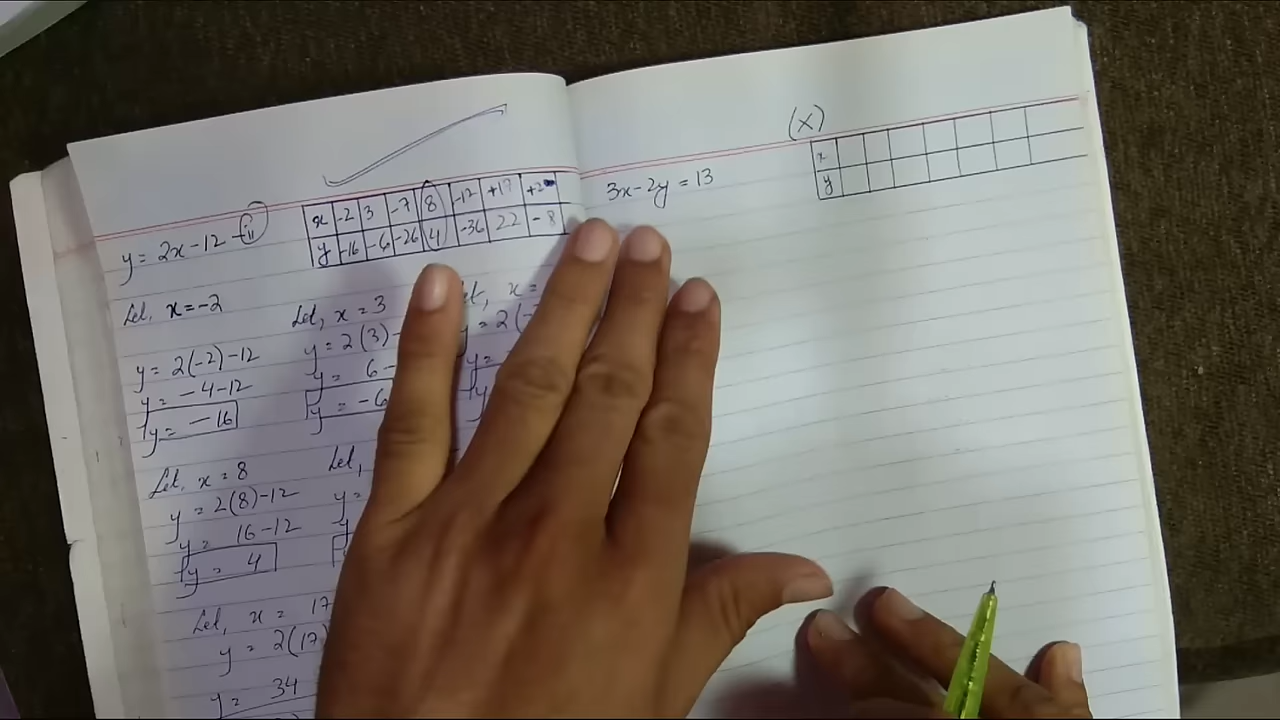 y = 2x-12 -(ii)
x -2 3 -7 8 -12 +17
y -16 -6 -26 4 -36 22 -8
Let, x=-2
y = 2(-2)-12
y = -4-12
y = -16
Let, x = 3
y = 2(3)-
y = 6-
y = -6
x =
y = 2(-
y =
y
Let, x = 8
y = 2(8)-12
y = 16-12
y = 4
Let,
y =
y
Let, x = 17
y = 2(17)
y = 34
3x-2y = 13
(x)
x
y